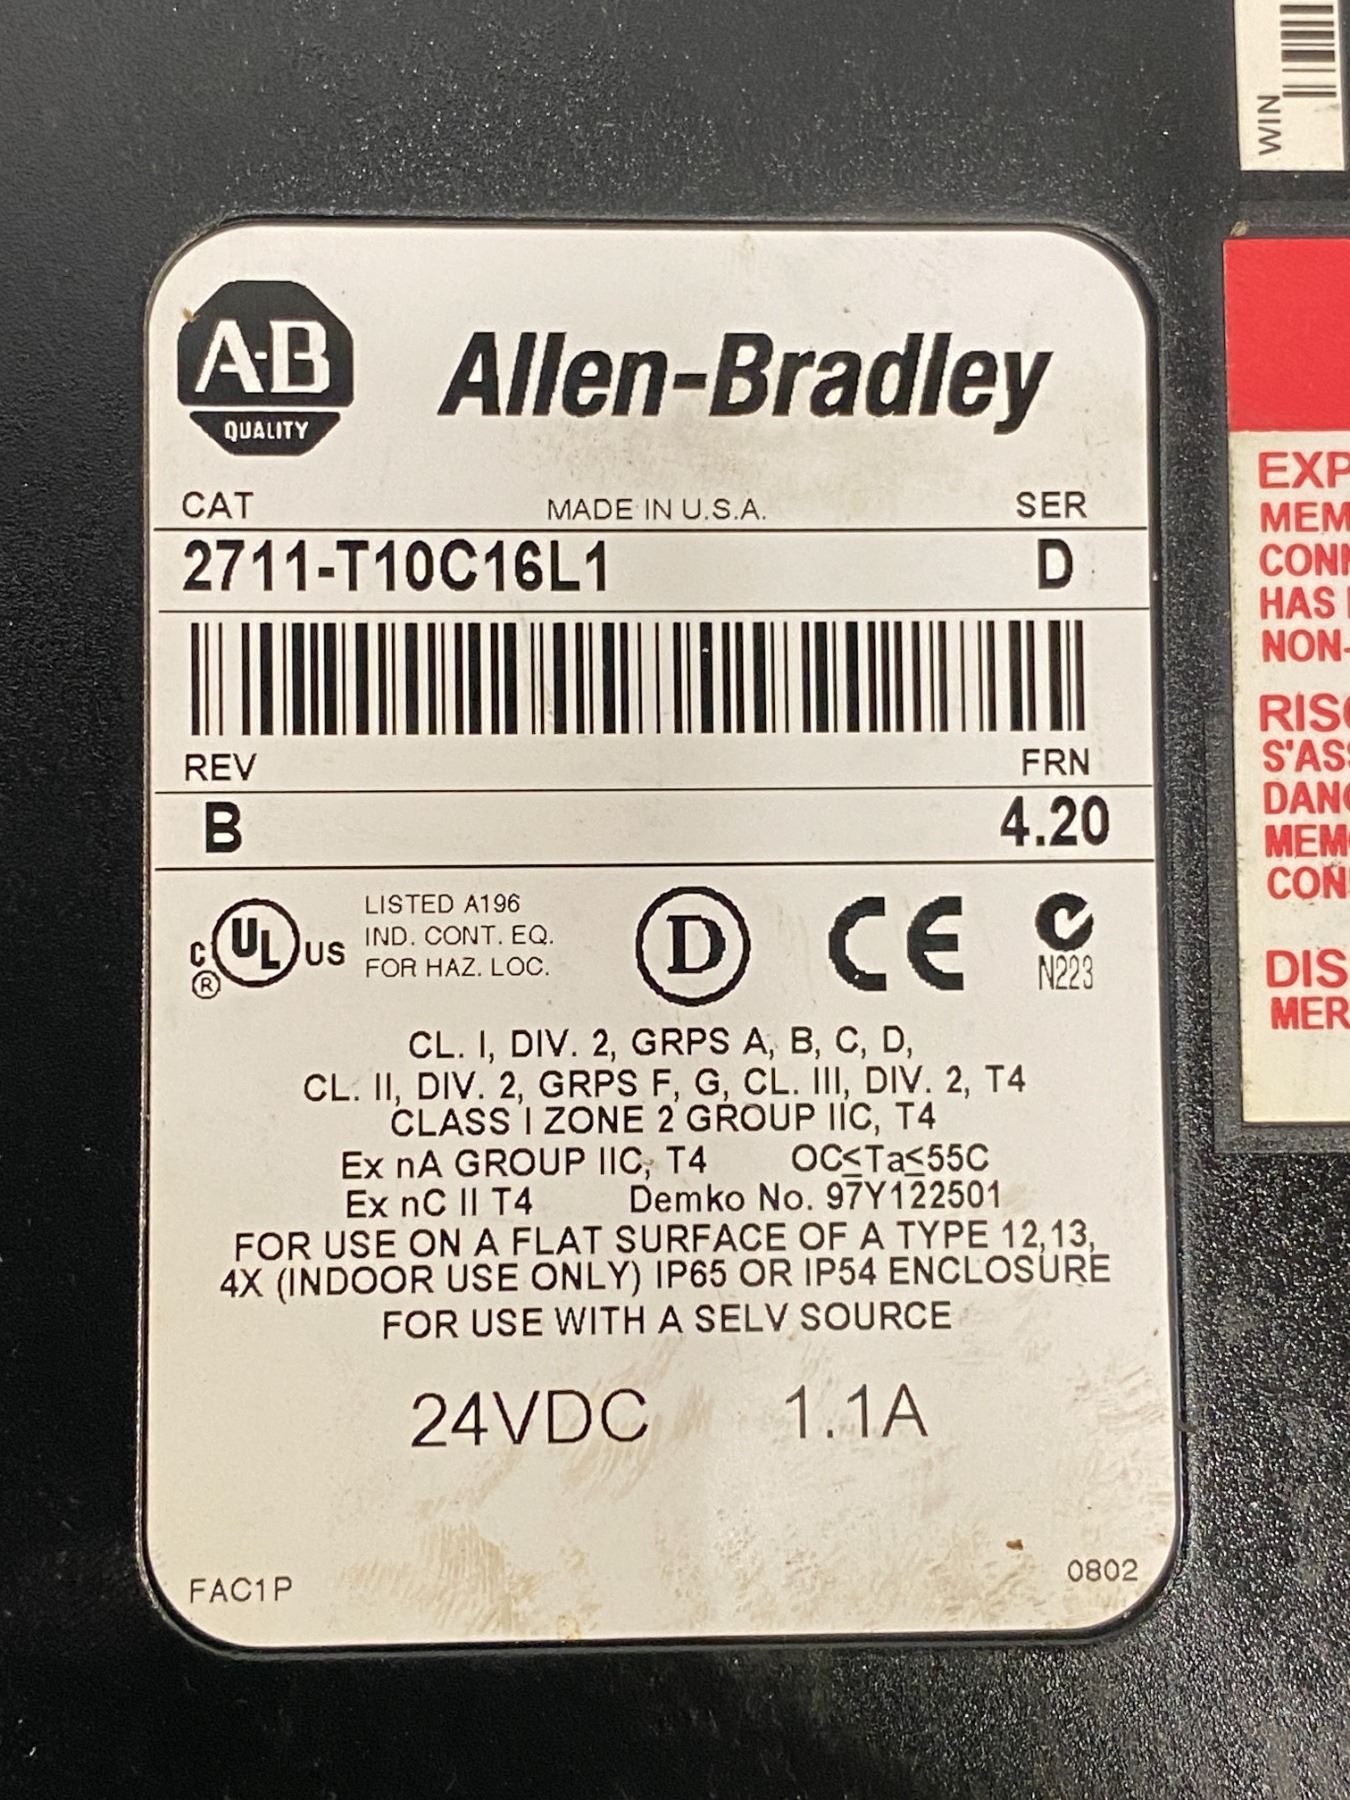 WIN
A-B
QUALITY
Allen-Bradley
CAT MADE IN U.S.A. SER
2711-T10C16L1 D
REV FRN
B 4.20
C UL US ®
LISTED A196
IND. CONT. EQ.
FOR HAZ. LOC.
D
CE
N223
CL. I, DIV. 2, GRPS A, B, C, D,
CL. II, DIV. 2, GRPS F, G, CL. III, DIV. 2, T4
CLASS I ZONE 2 GROUP IIC, T4
Ex nA GROUP IIC, T4 OC≤Ta≤55C
Ex nC II T4 Demko No. 97Y122501
FOR USE ON A FLAT SURFACE OF A TYPE 12,13,
4X (INDOOR USE ONLY) IP65 OR IP54 ENCLOSURE
FOR USE WITH A SELV SOURCE
24VDC 1.1A
FAC1P 0802
EXP
MEM
CON
HAS
NON-
RIS
S'ASS
DAN
MEM
CON
DIS
MER